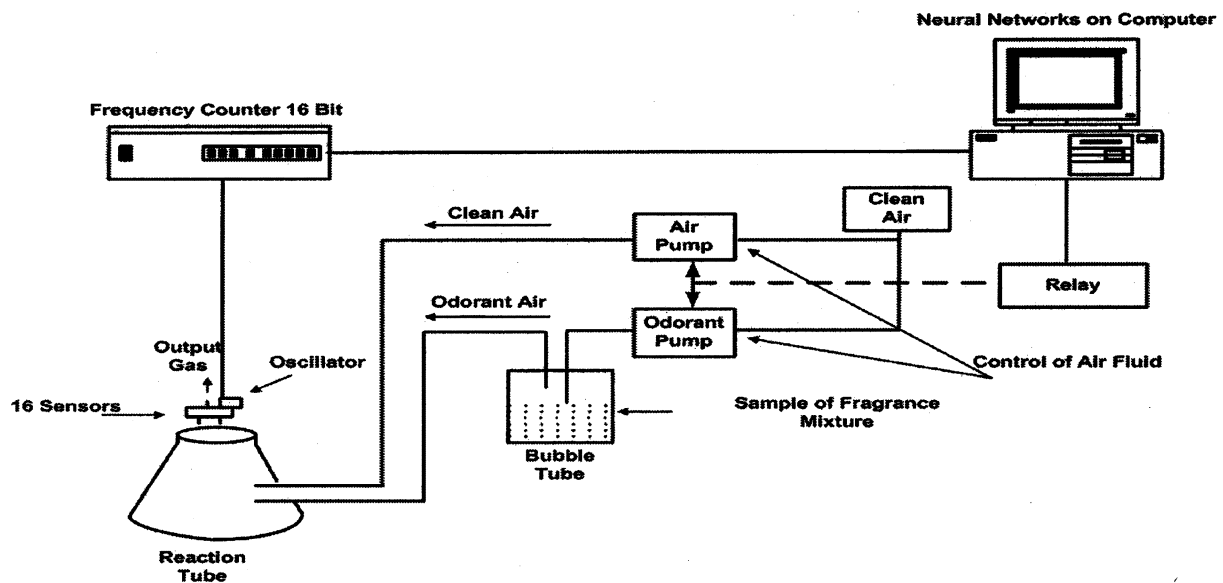 Neural Networks on Computer
Frequency Counter 16 Bit
Clean Air
Air
Pump
Clean
Air
Odorant Air
Odorant
Pump
Relay
Output
Gas
Oscillator
Control of Air Fluid
16 Sensors
Sample of Fragrance
Mixture
Bubble
Tube
Reaction
Tube